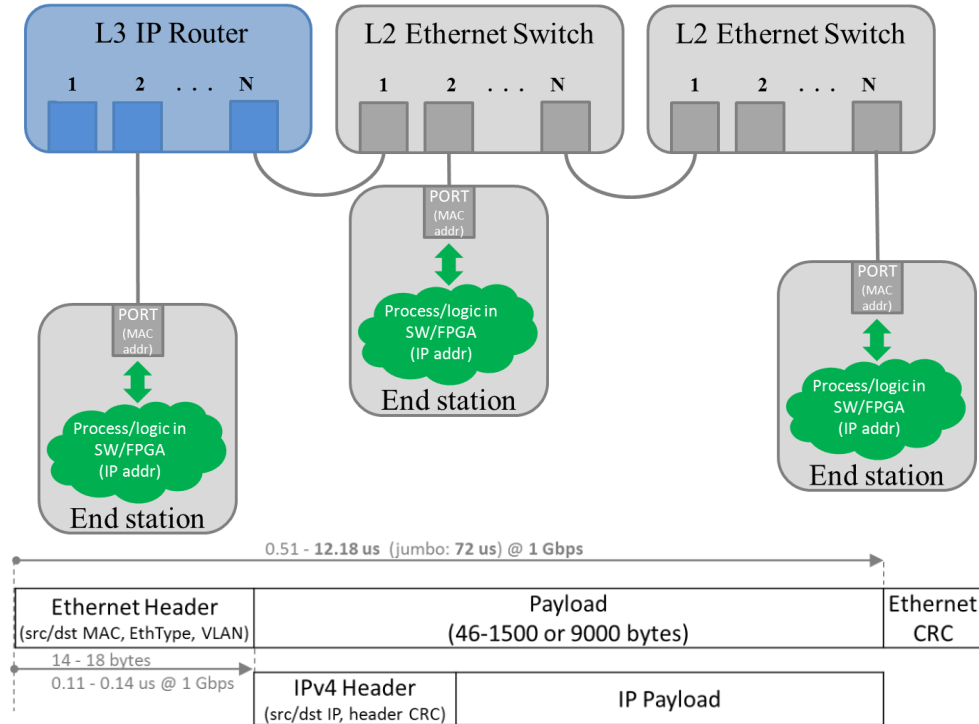 L3 IP Router
1 2 . . . N
L2 Ethernet Switch
1 2 . . . N
L2 Ethernet Switch
1 2 . . . N
PORT
(MAC
addr)
Process/logic in
SW/FPGA
(IP addr)
End station
PORT
(MAC
addr)
Process/logic in
SW/FPGA
(IP addr)
End station
PORT
(MAC
addr)
Process/logic in
SW/FPGA
(IP addr)
End station
0.51 - 12.18 us (jumbo: 72 us) @ 1 Gbps
Ethernet Header
(src/dst MAC, EthType, VLAN)
Payload
(46-1500 or 9000 bytes)
Ethernet
CRC
14 - 18 bytes
0.11 - 0.14 us @ 1 Gbps
IPv4 Header
(src/dst IP, header CRC)
IP Payload